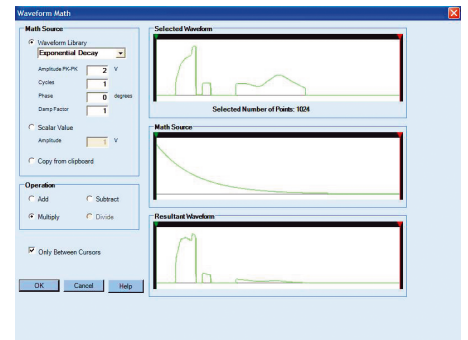 Waveform Math
Math Source
Waveform Library
Exponential Decay
Amplitude PK-PK 2 V
Cycles 1
Phase 0 degrees
Damp Factor 1
Scalar Value
Amplitude 1 V
Copy from clipboard
Operation
Add Subtract
Multiply Divide
Only Between Cursors
OK Cancel Help
Selected Waveform
Selected Number of Points: 1024
Math Source
Resultant Waveform